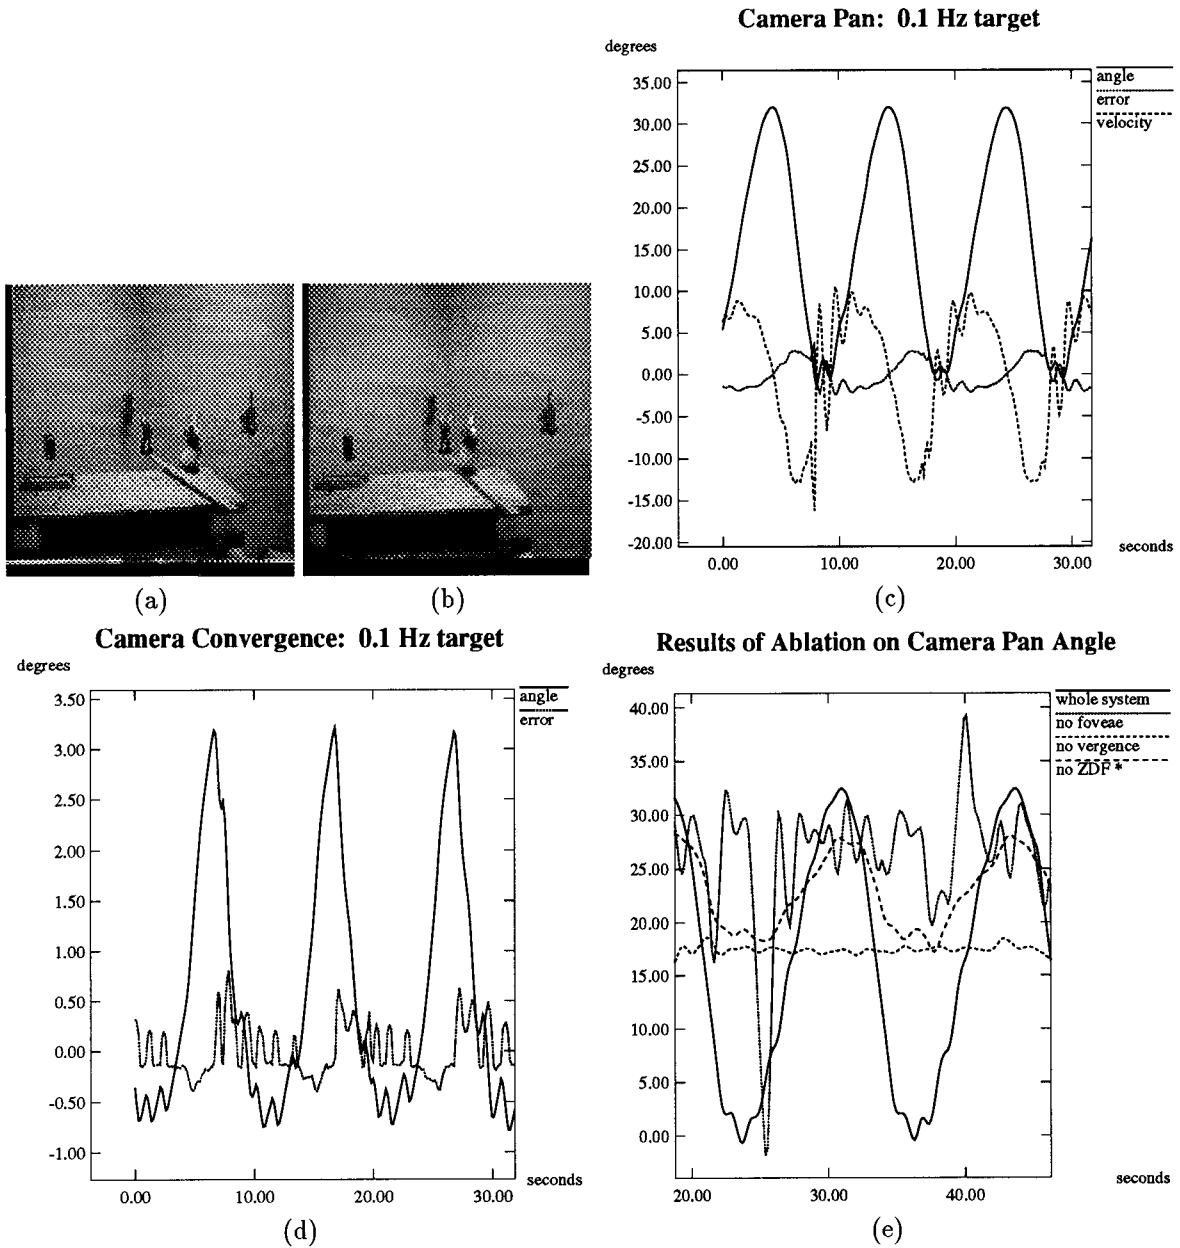 Camera Pan: 0.1 Hz target
degrees
35.00
30.00
25.00
20.00
15.00
10.00
5.00
0.00
-5.00
-10.00
-15.00
-20.00
angle
error
velocity
seconds
0.00 10.00 20.00 30.00
(a) (b) (c)
Camera Convergence: 0.1 Hz target
degrees
3.50
3.00
2.50
2.00
1.50
1.00
0.50
0.00
-0.50
-1.00
angle
error
seconds
0.00 10.00 20.00 30.00
(d)
Results of Ablation on Camera Pan Angle
degrees
40.00
35.00
30.00
25.00
20.00
15.00
10.00
5.00
0.00
whole system
no foveae
no vergence
no ZDF *
seconds
20.00 30.00 40.00
(e)